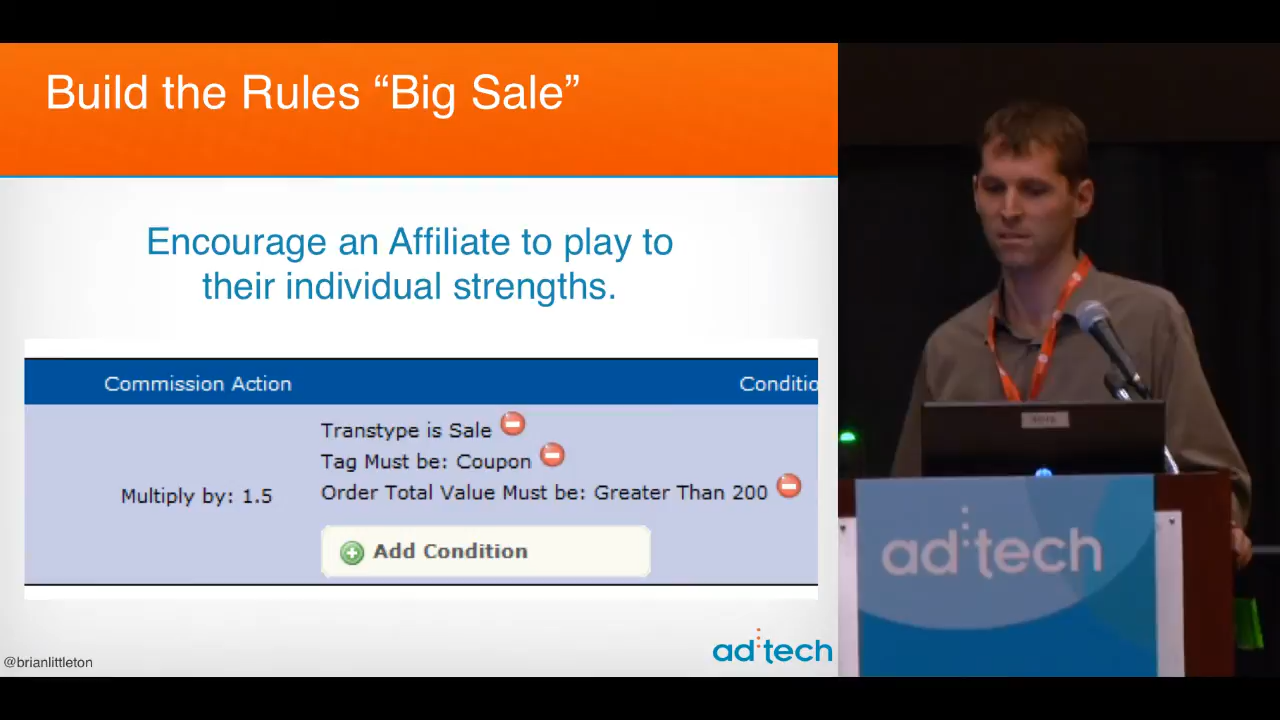 Build the Rules “Big Sale”
Encourage an Affiliate to play to
their individual strengths.
Commission Action
Conditio
Transtype is Sale
Tag Must be: Coupon
Multiply by: 1.5
Order Total Value Must be: Greater Than 200
Add Condition
@brianlittleton
ad:tech
ad:tech